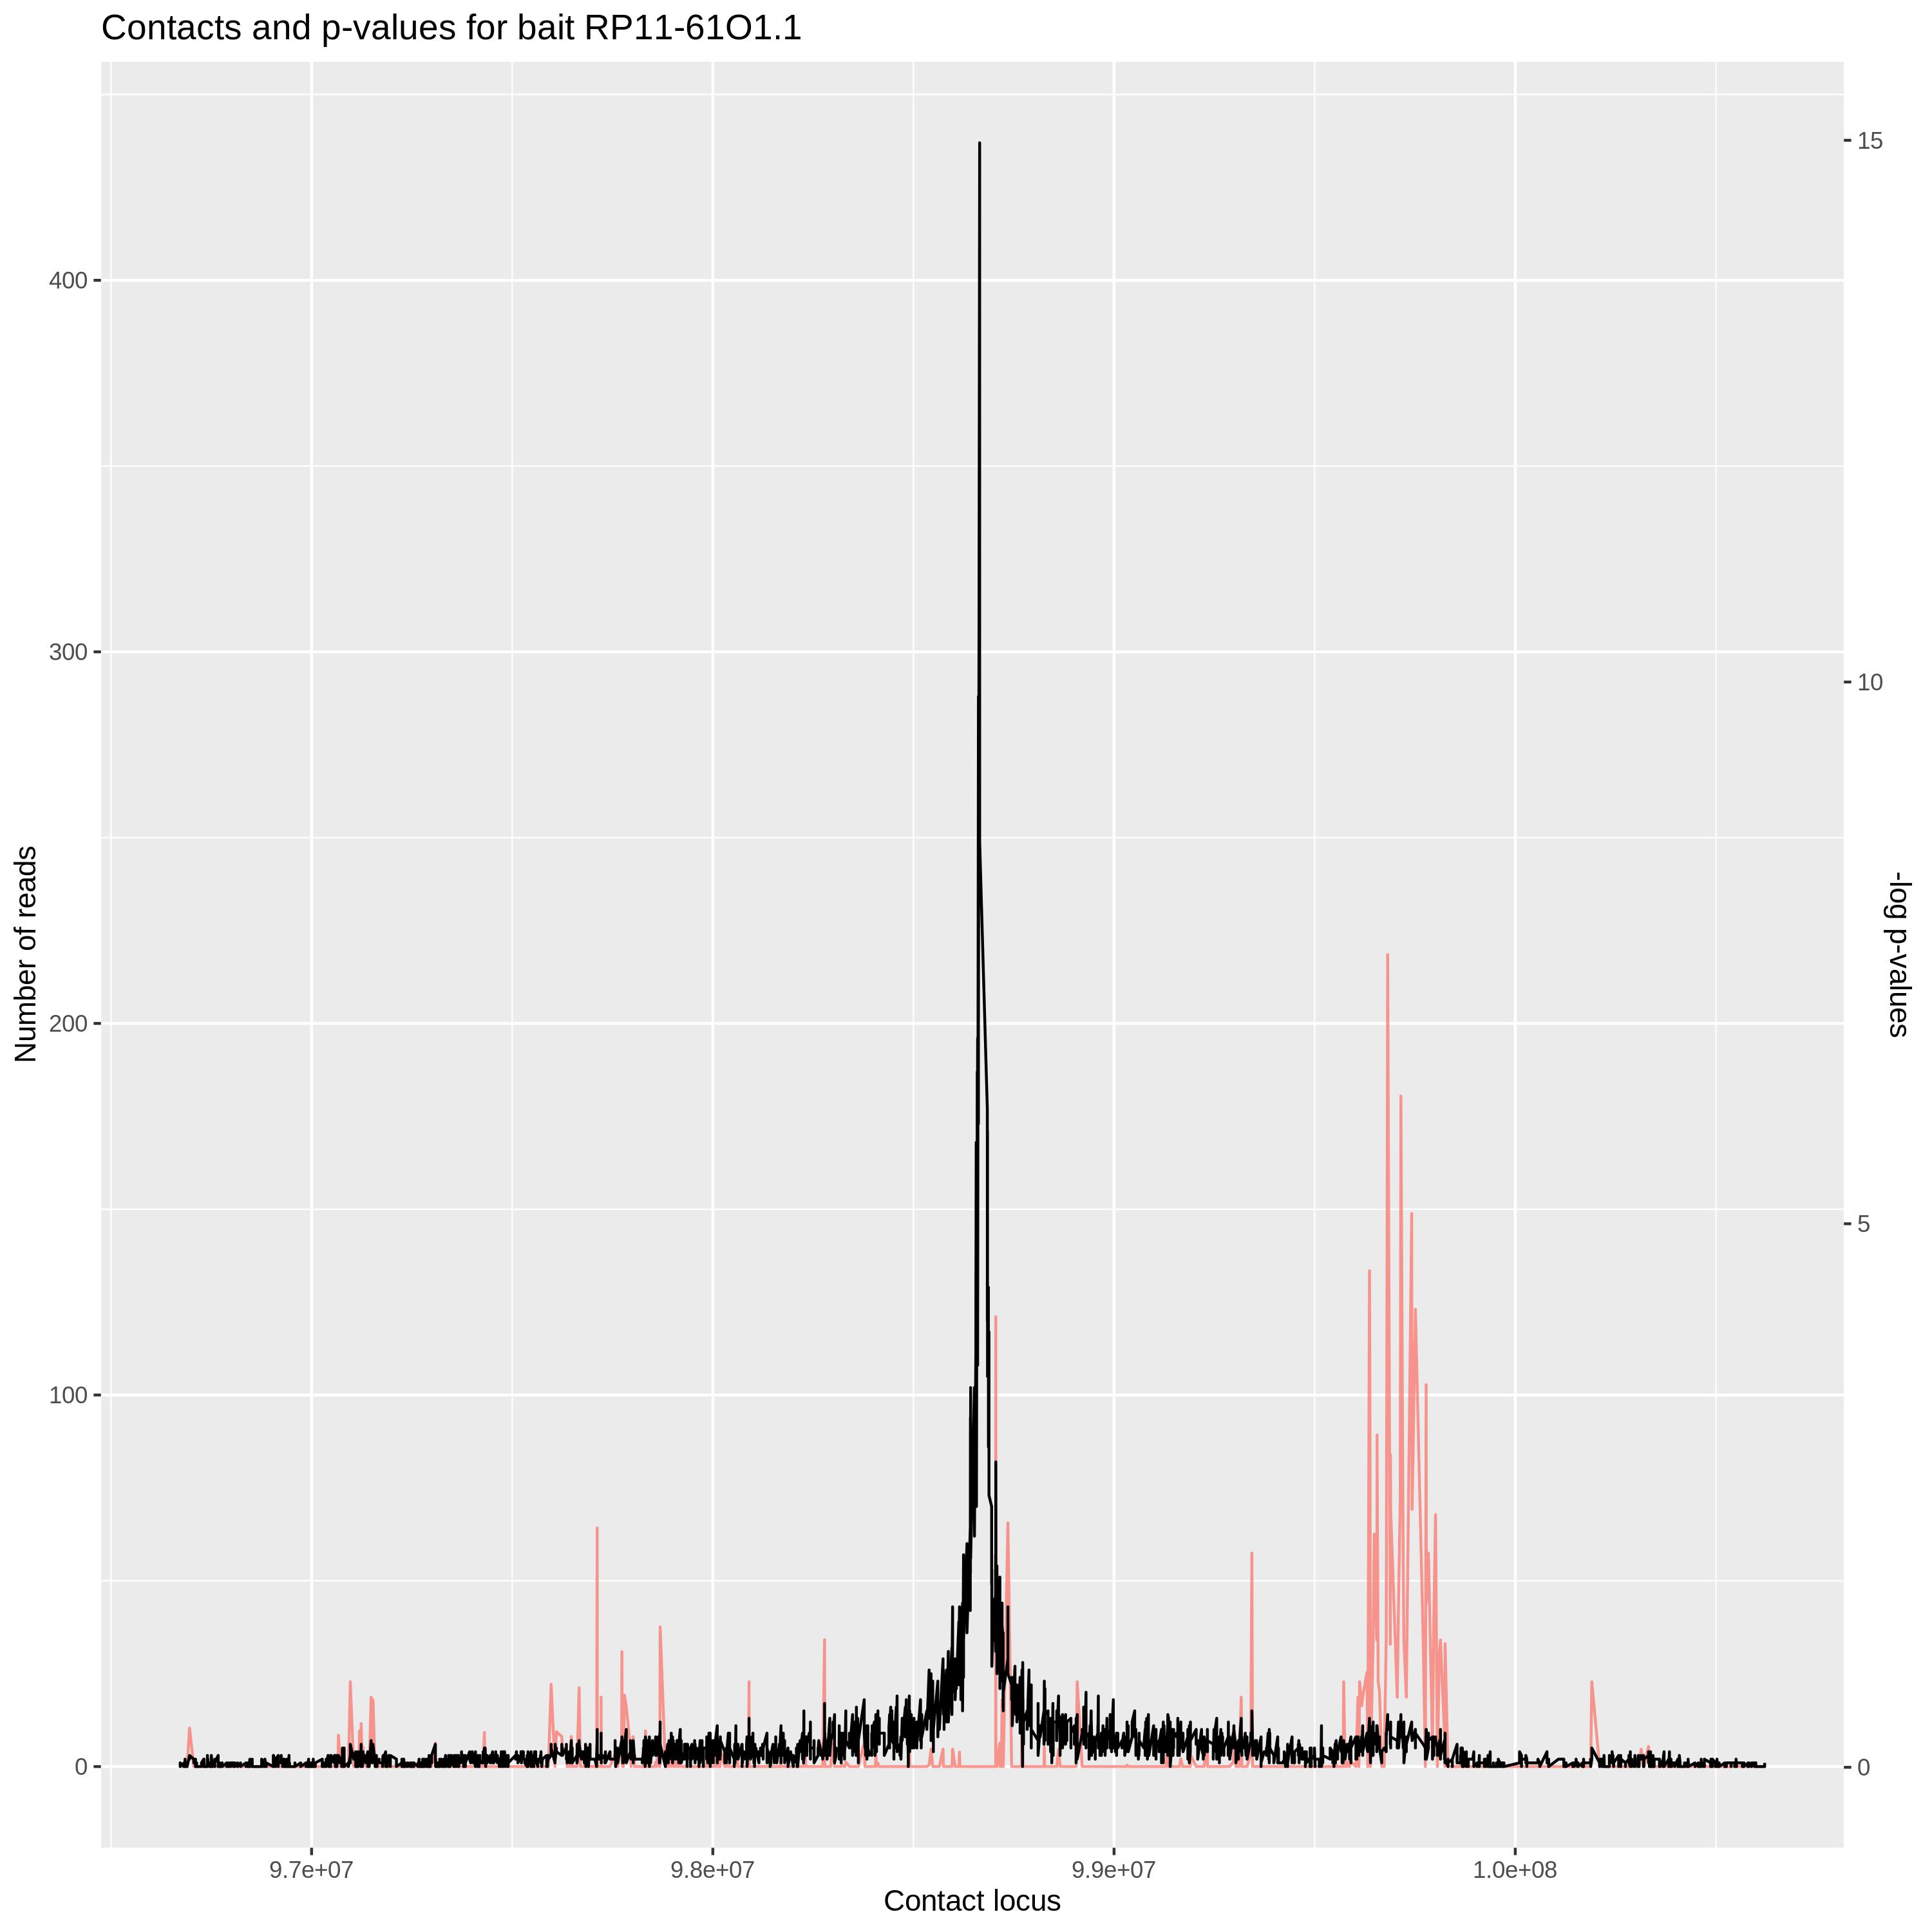 Contacts and p-values for bait RP11-61O1.1
400
300
200
100
0
Number of reads
15
10
5
0
-log p-values
9.7e+07
9.8e+07
9.9e+07
1.0e+08
Contact locus